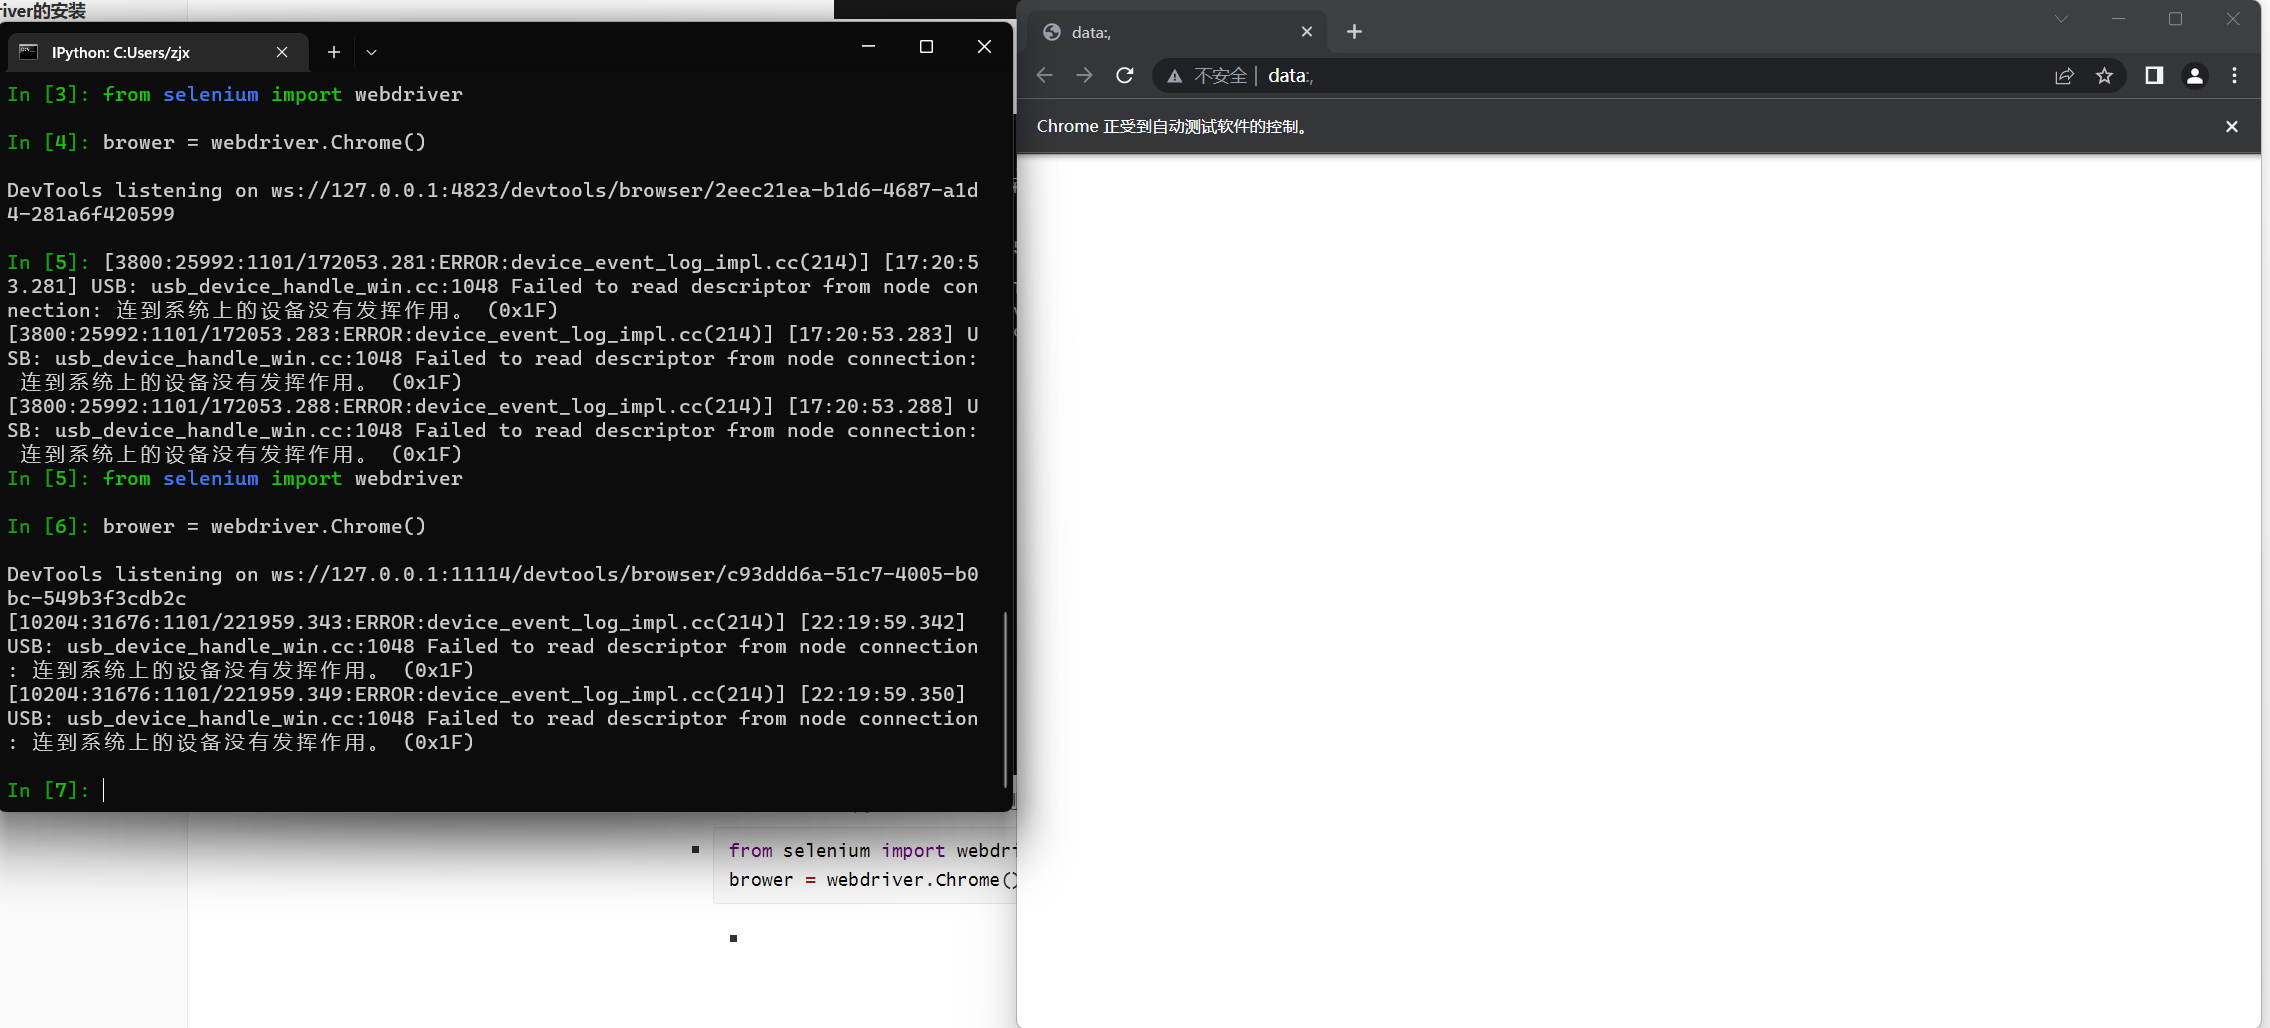 river的安装
IPython: C:Users/zjx
In [3]: from selenium import webdriver
In [4]: brower = webdriver.Chrome()
DevTools listening on ws://127.0.0.1:4823/devtools/browser/2eec21ea-b1d6-4687-a1d
4-281a6f420599
In [5]: [3800:25992:1101/172053.281:ERROR:device_event_log_impl.cc(214)] [17:20:5
3.281] USB: usb_device_handle_win.cc:1048 Failed to read descriptor from node con
nection: 连到系统上的设备没有发挥作用。 (0x1F)
[3800:25992:1101/172053.283:ERROR:device_event_log_impl.cc(214)] [17:20:53.283] U
SB: usb_device_handle_win.cc:1048 Failed to read descriptor from node connection:
连到系统上的设备没有发挥作用。 (0x1F)
[3800:25992:1101/172053.288:ERROR:device_event_log_impl.cc(214)] [17:20:53.288] U
SB: usb_device_handle_win.cc:1048 Failed to read descriptor from node connection:
连到系统上的设备没有发挥作用。 (0x1F)
In [5]: from selenium import webdriver
In [6]: brower = webdriver.Chrome()
DevTools listening on ws://127.0.0.1:11114/devtools/browser/c93ddd6a-51c7-4005-b0
bc-549b3f3cdb2c
[10204:31676:1101/221959.343:ERROR:device_event_log_impl.cc(214)] [22:19:59.342]
USB: usb_device_handle_win.cc:1048 Failed to read descriptor from node connection
: 连到系统上的设备没有发挥作用。 (0x1F)
[10204:31676:1101/221959.349:ERROR:device_event_log_impl.cc(214)] [22:19:59.350]
USB: usb_device_handle_win.cc:1048 Failed to read descriptor from node connection
: 连到系统上的设备没有发挥作用。 (0x1F)
In [7]:
from selenium import webdri
brower = webdriver.Chrome()
data:,
不安全 | data:,
Chrome 正受到自动测试软件的控制。